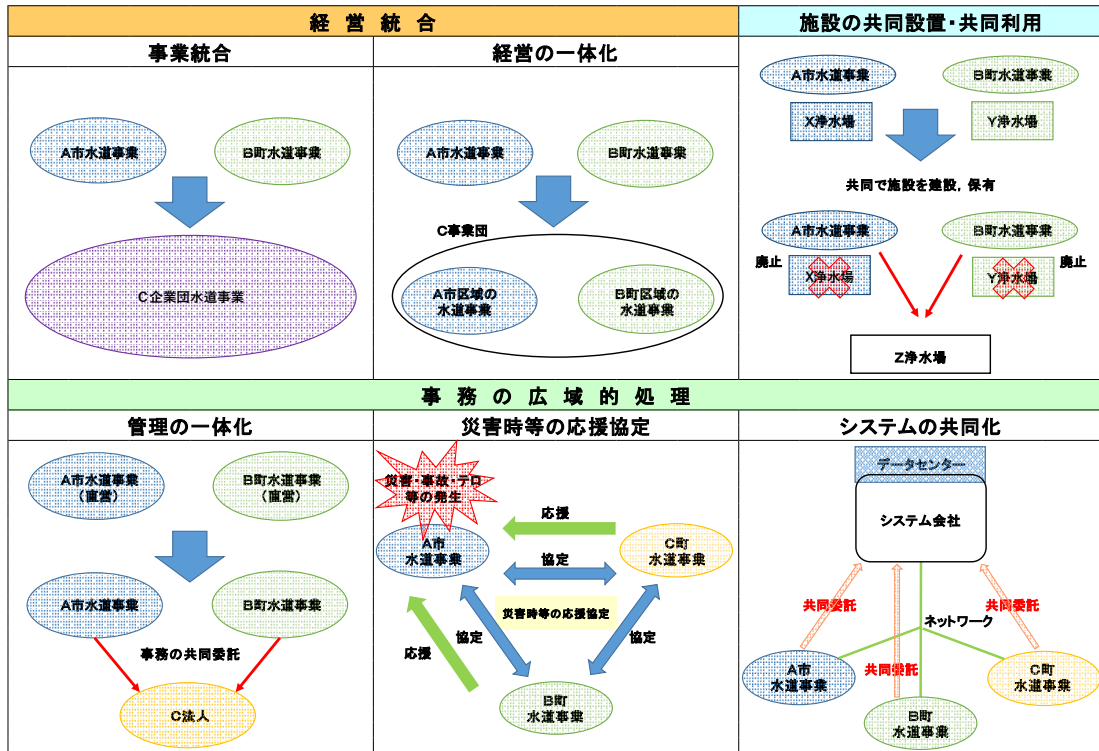 経営統合
施設の共同設置・共同利用
事業統合
経営の一体化
A市水道事業
B町水道事業
C企業団水道事業
A市水道事業
B町水道事業
C事業団
A市区域の
水道事業
B町区域の
水道事業
A市水道事業
B町水道事業
X浄水場
Y浄水場
共同で施設を建設，保有
A市水道事業
B町水道事業
廃止
X浄水場
Y浄水場
廃止
Z浄水場
事務の広域的処理
管理の一体化
災害時等の応援協定
システムの共同化
A市水道事業
（直営）
B町水道事業
（直営）
A市水道事業
B町水道事業
事務の共同委託
C法人
災害・事故・テロ
等の発生
応援
A市
水道事業
C町
水道事業
協定
災害時等の応援協定
協定
協定
応援
B町
水道事業
データセンター
システム会社
共同委託
共同委託
ネットワーク
共同委託
A市
水道事業
C町
水道事業
B町
水道事業